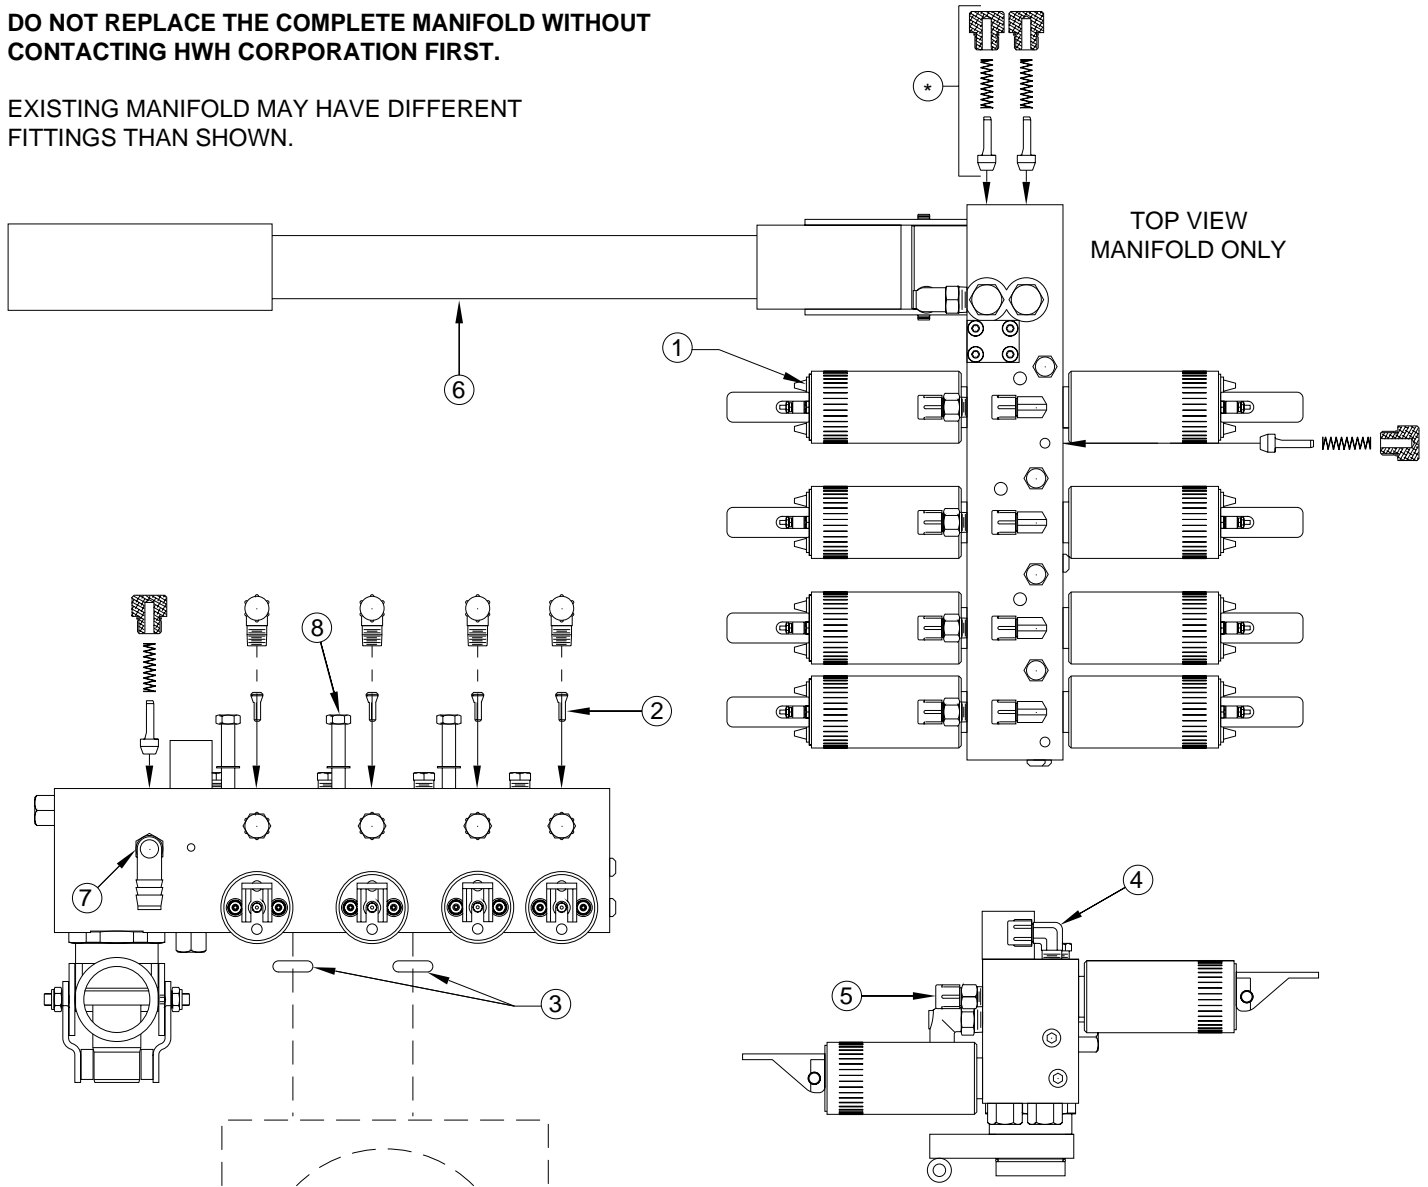 DO NOT REPLACE THE COMPLETE MANIFOLD WITHOUT
CONTACTING HWH CORPORATION FIRST.
EXISTING MANIFOLD MAY HAVE DIFFERENT
FITTINGS THAN SHOWN.
*
TOP VIEW
MANIFOLD ONLY
1
6
8
2
7
3
4
5